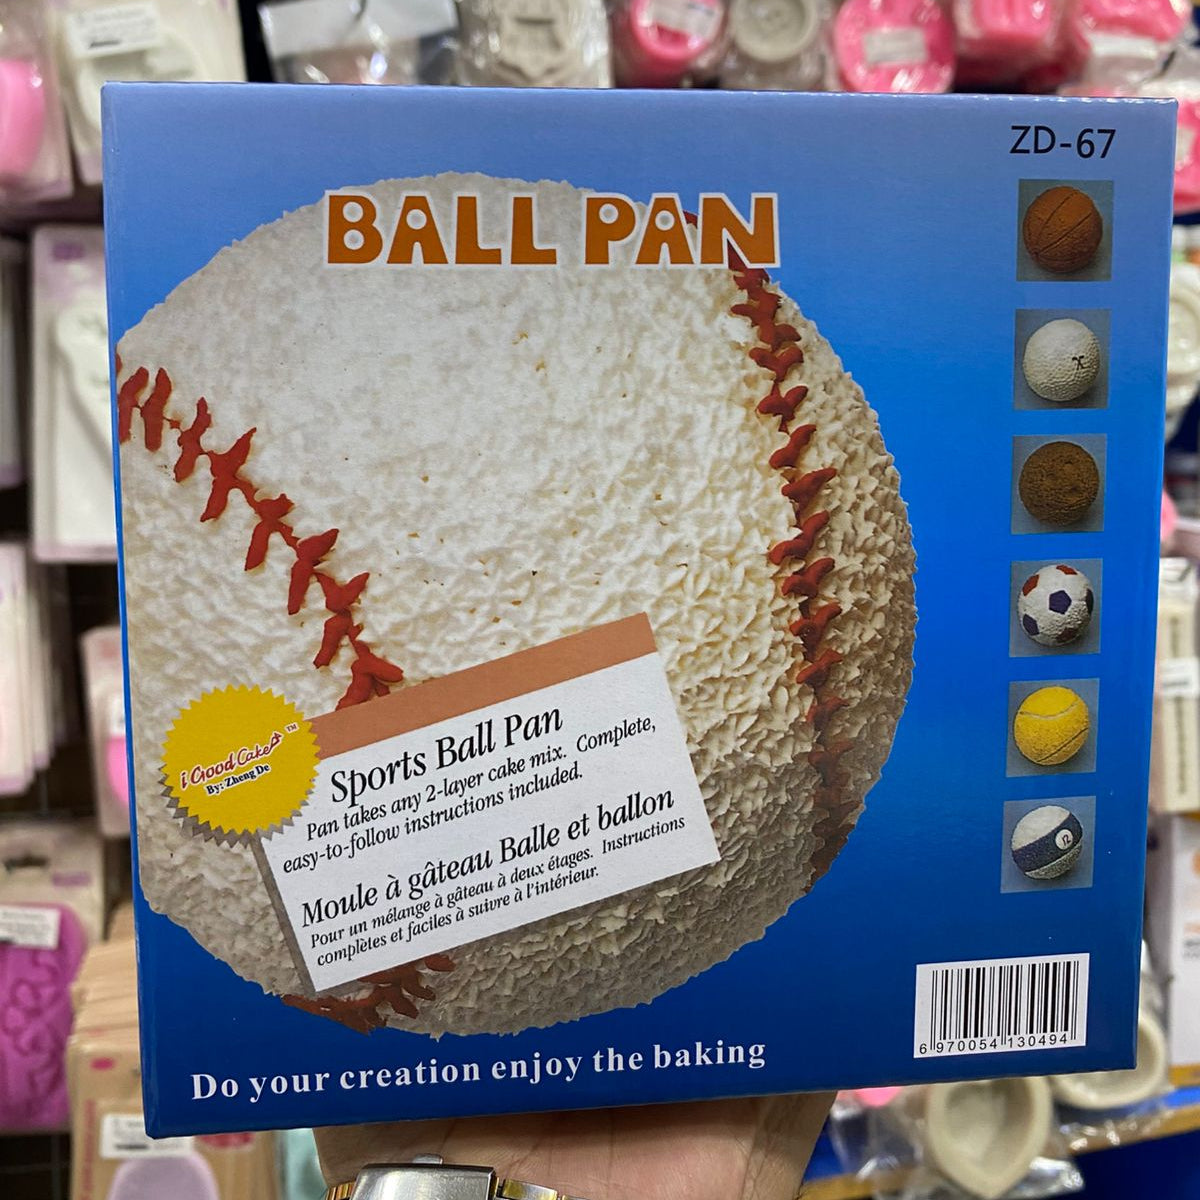 ZD-67
BALL PAN
i Good Cake ™
By: Zheng De
Sports Ball Pan
Pan takes any 2-layer cake mix. Complete,
easy-to-follow instructions included.
Moule à gâteau Balle et ballon
Pour un mélange à gâteau à deux étages. Instructions
complètes et faciles à suivre à l'intérieur.
12
6 970054 130494
Do your creation enjoy the baking